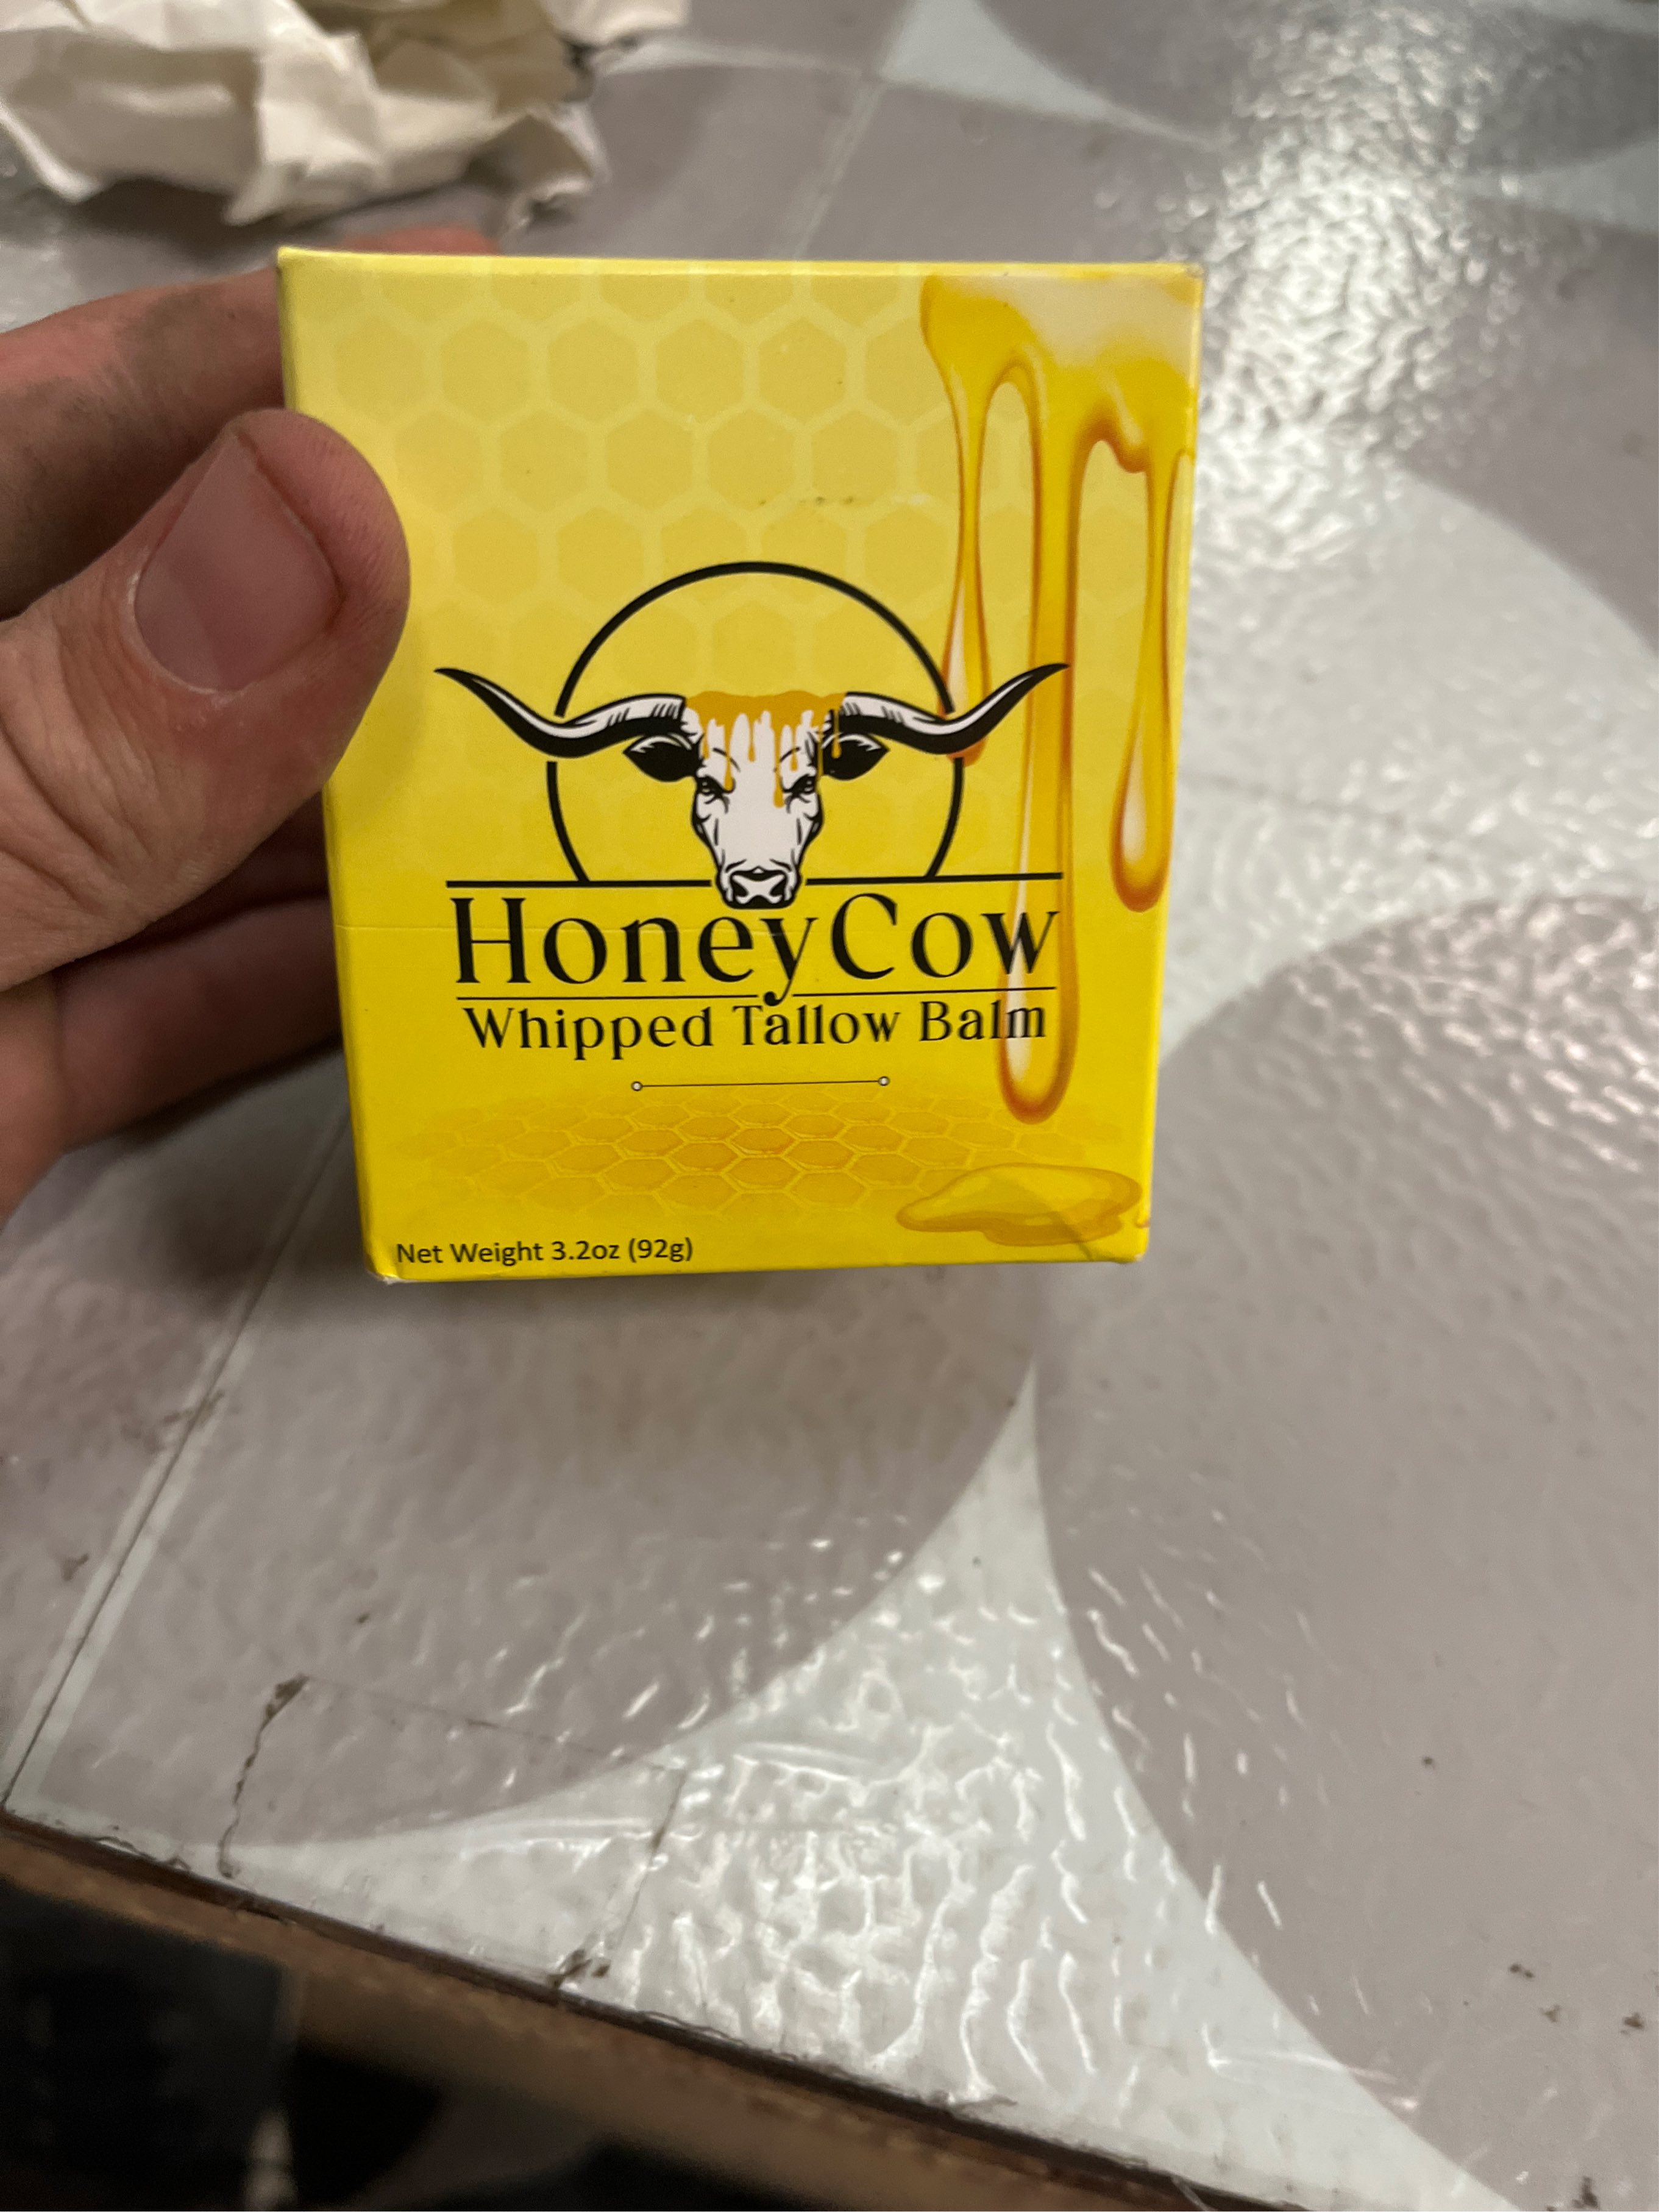 HoneyCow
Whipped Tallow Balm
Net Weight 3.2oz (92g)